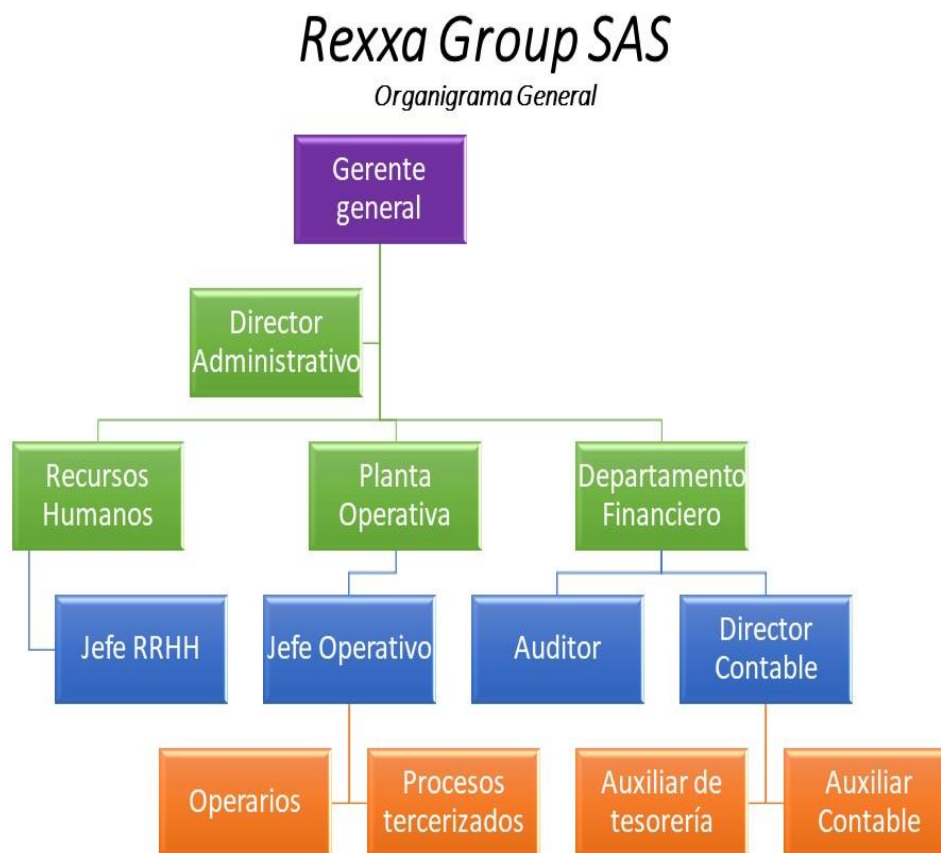 Rexxa Group SAS
Organigrama General
Gerente
general
Director
Administrativo
Recursos
Humanos
Planta
Operativa
Departamento
Financiero
Jefe RRHH
Jefe Operativo
Auditor
Director
Contable
Operarios
Procesos
tercerizados
Auxiliar de
tesorería
Auxiliar
Contable